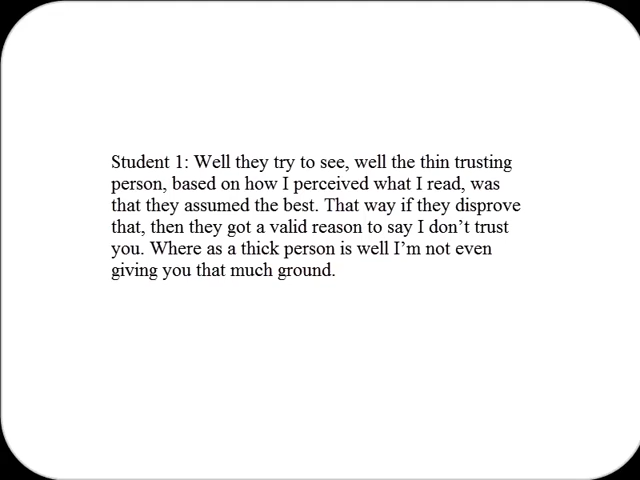 Student 1: Well they try to see, well the thin trusting
person, based on how I perceived what I read, was
that they assumed the best. That way if they disprove
that, then they got a valid reason to say I don’t trust
you. Where as a thick person is well I’m not even
giving you that much ground.